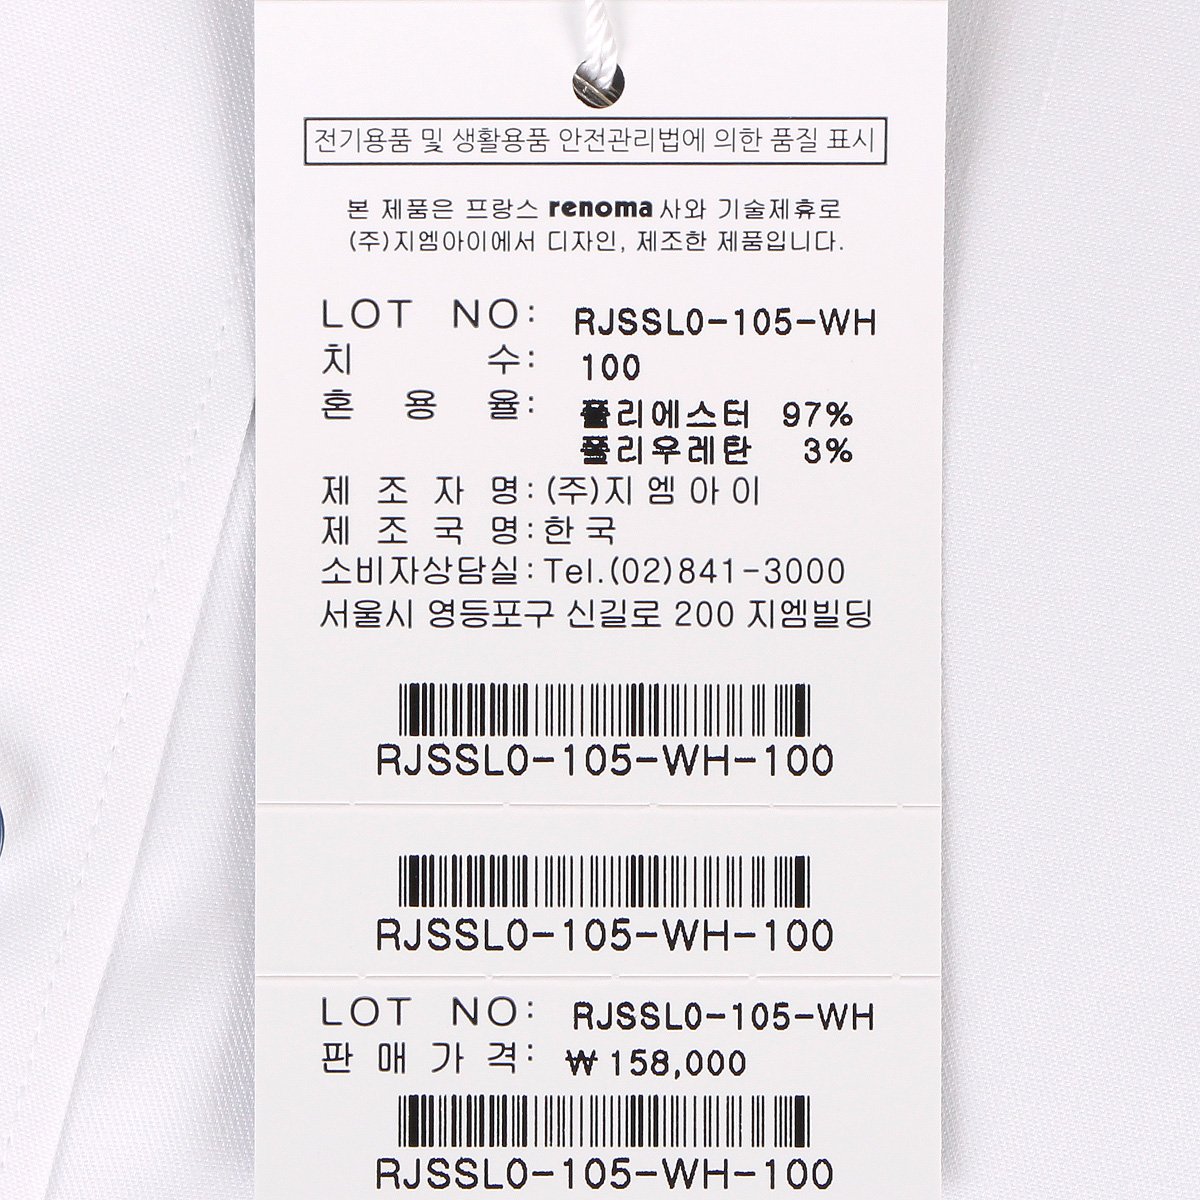 전기용품 및 생활용품 안전관리법에 의한 품질 표시
본 제품은 프랑스 renoma 사와 기술제휴로
(주)지엠아이에서 디자인, 제조한 제품입니다.
LOT NO: RJSSL0-105-WH
치 수: 100
혼 용 율: 폴리에스터 97%
폴리우레탄 3%
제 조 자 명:(주)지 엠 아 이
제 조 국 명:한 국
소비자상담실:Tel.(02)841-3000
서울시 영등포구 신길로 200 지엠빌딩
RJSSL0-105-WH-100
RJSSL0-105-WH-100
LOT NO: RJSSL0-105-WH
판 매 가 격: ₩158,000
RJSSL0-105-WH-100